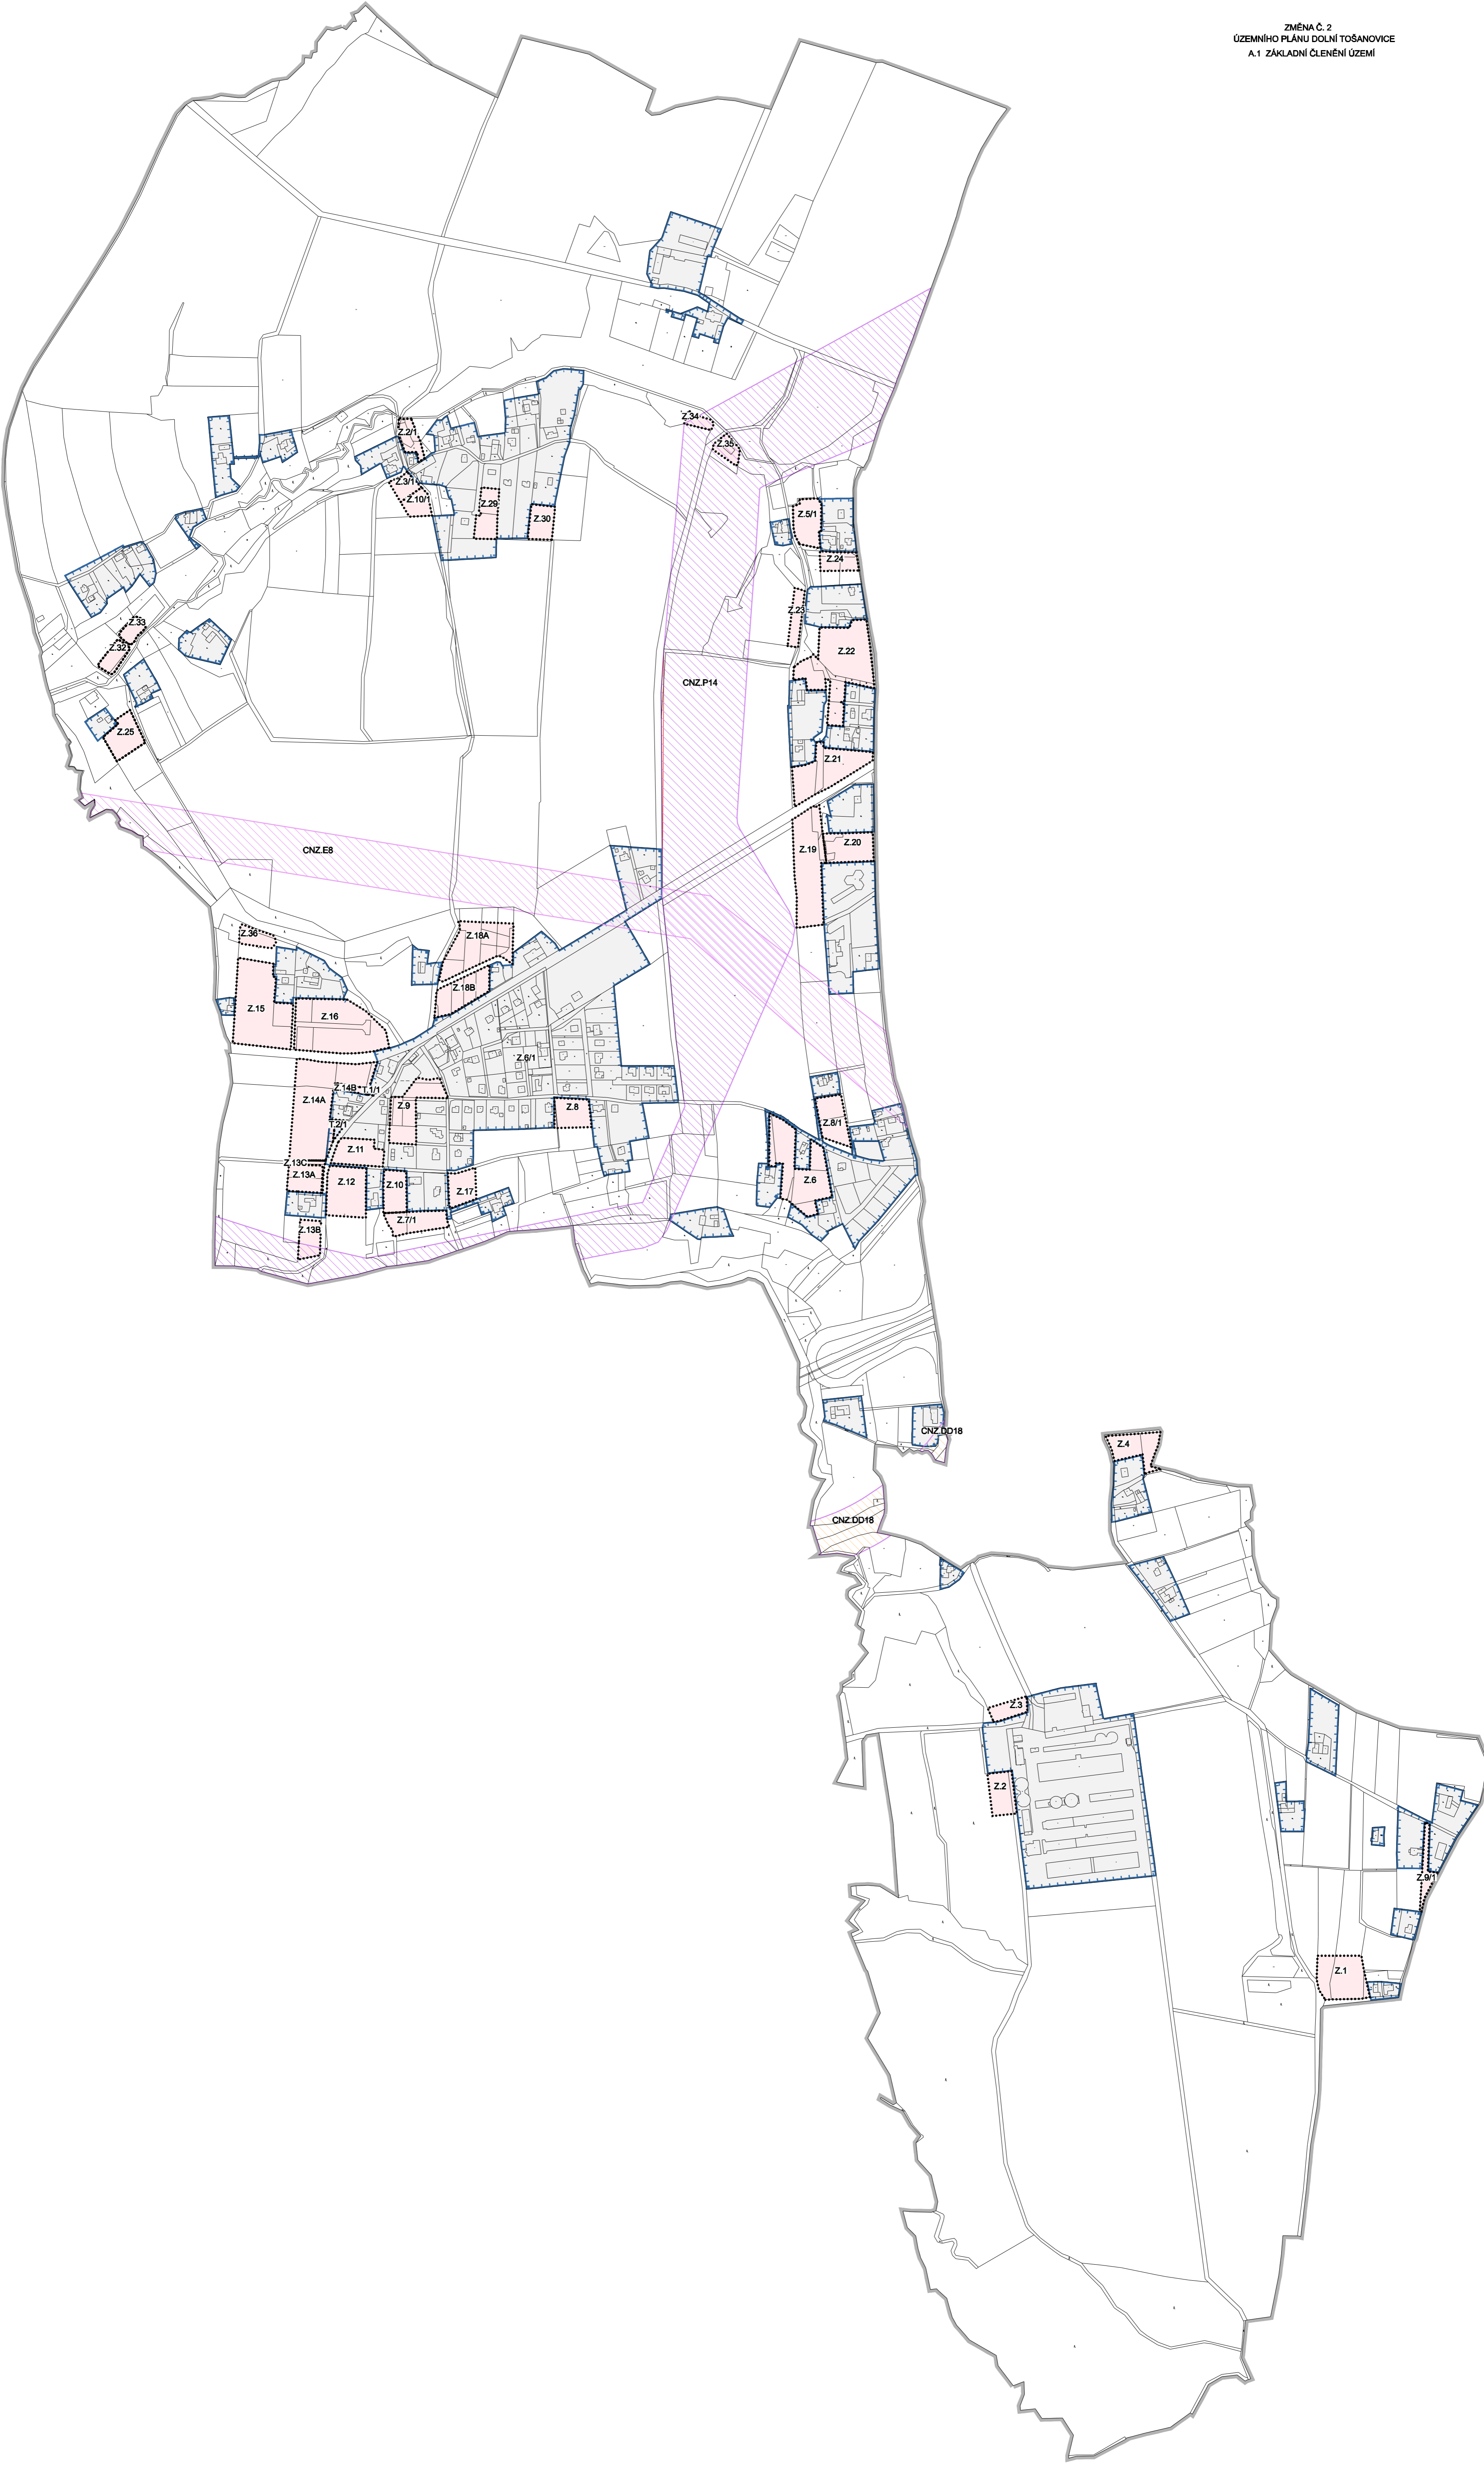 ZMĚNA Č. 2
ÚZEMNÍHO PLÁNU DOLNÍ TOŠANOVICE
A.1 ZÁKLADNÍ ČLENĚNÍ ÚZEMÍ
Z.34
Z.2/1
Z.35
Z.3/1
Z.10/1
Z.29
Z.30
Z.5/1
Z.24
Z.23
Z.33
Z.32
Z.22
CNZ.P14
Z.25
Z.21
Z.20
CNZ.E8
Z.19
Z.36
Z.18A
Z.18B
Z.15
Z.16
Z.6/1
Z.14B
T.1/1
Z.14A
Z.9
Z.8
Z.8/1
T.2/1
Z.11
Z.13C
Z.13A
Z.12
Z.10
Z.17
Z.6
Z.7/1
Z.13B
CNZ.DD18
Z.4
CNZ.DD18
Z.3
Z.2
Z.9/1
Z.1